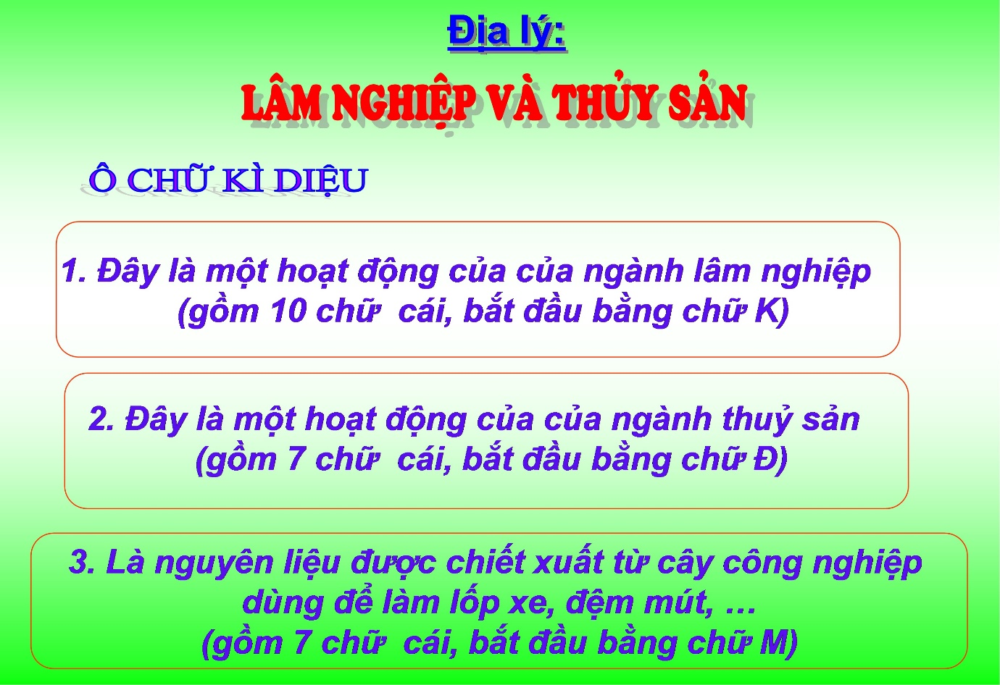 Địa lý:
LÂM NGHIỆP VÀ THỦY SẢN
Ô CHỮ KÌ DIỆU
1. Đây là một hoạt động của của ngành lâm nghiệp
(gồm 10 chữ cái, bắt đầu bằng chữ K)
2. Đây là một hoạt động của của ngành thuỷ sản
(gồm 7 chữ cái, bắt đầu bằng chữ Đ)
3. Là nguyên liệu được chiết xuất từ cây công nghiệp
dùng để làm lốp xe, đệm mút, ...
(gồm 7 chữ cái, bắt đầu bằng chữ M)